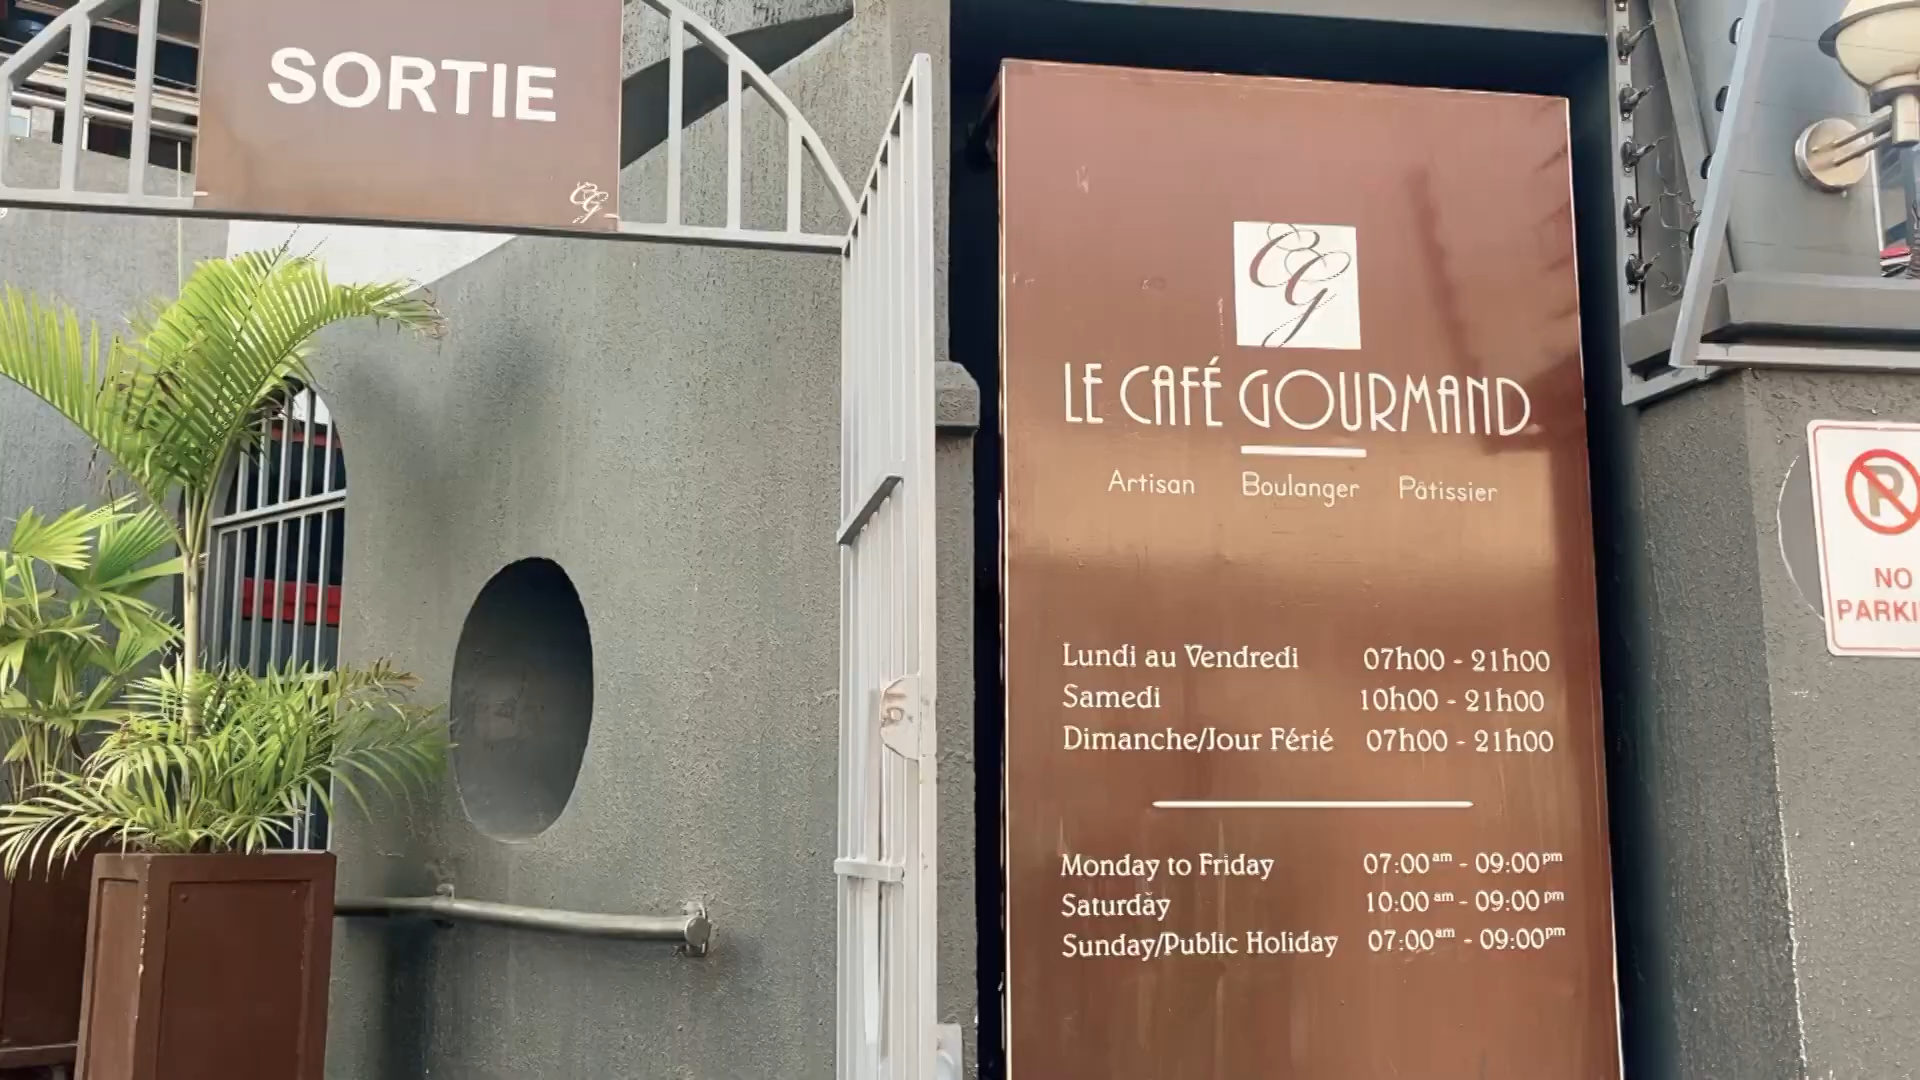 SORTIE
CG
CG
LE CAFÉ GOURMAND
Artisan Boulanger Pâtissier
Lundi au Vendredi 07h00 - 21h00
Samedi 10h00 - 21h00
Dimanche/Jour Férié 07h00 - 21h00
Monday to Friday 07:00am - 09:00pm
Saturday 10:00am - 09:00pm
Sunday/Public Holiday 07:00am - 09:00pm
P
NO